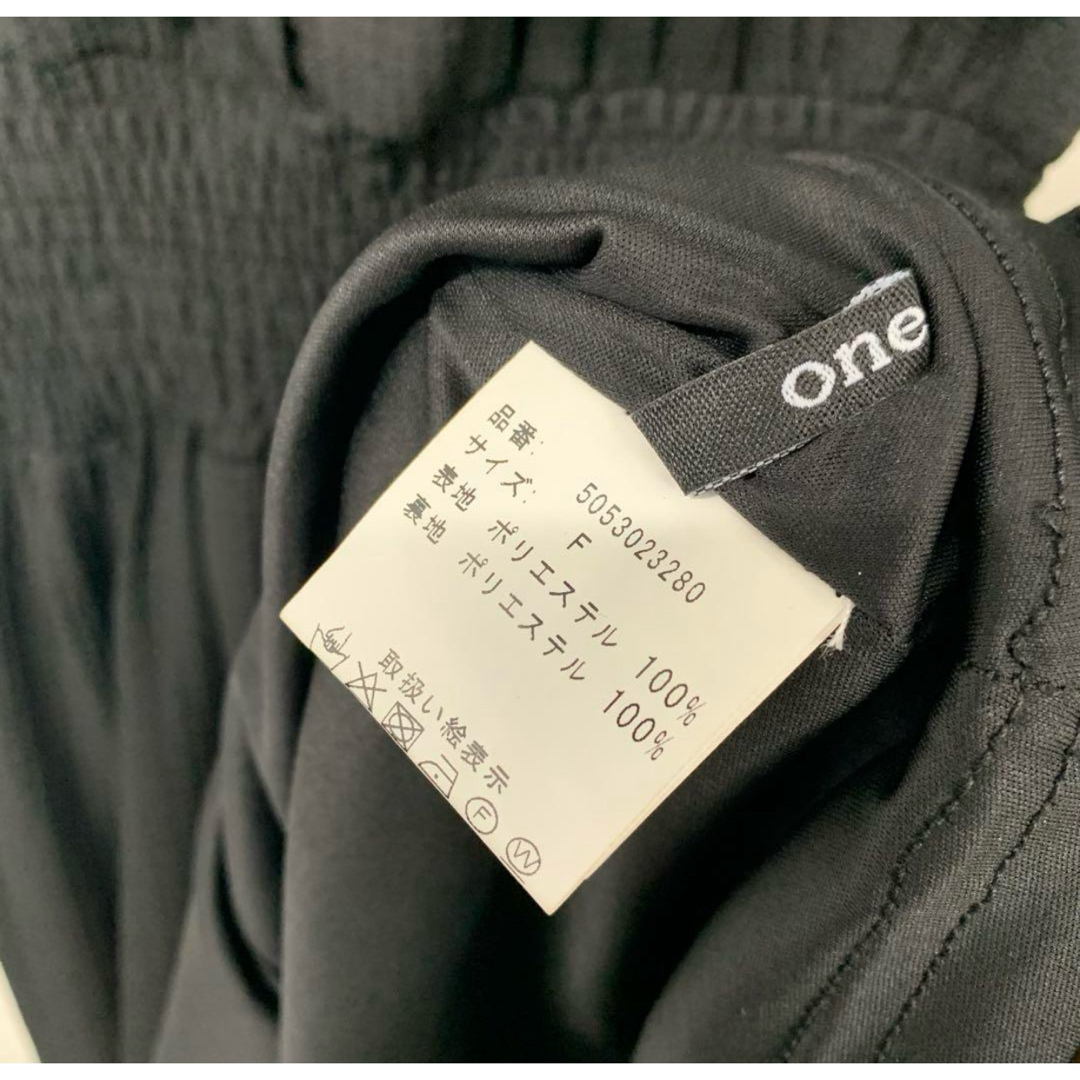 One
品番: 5053023280
サイズ: F
表地 ポリエステル 100%
裏地 ポリエステル 100%
取扱い絵表示
F
W